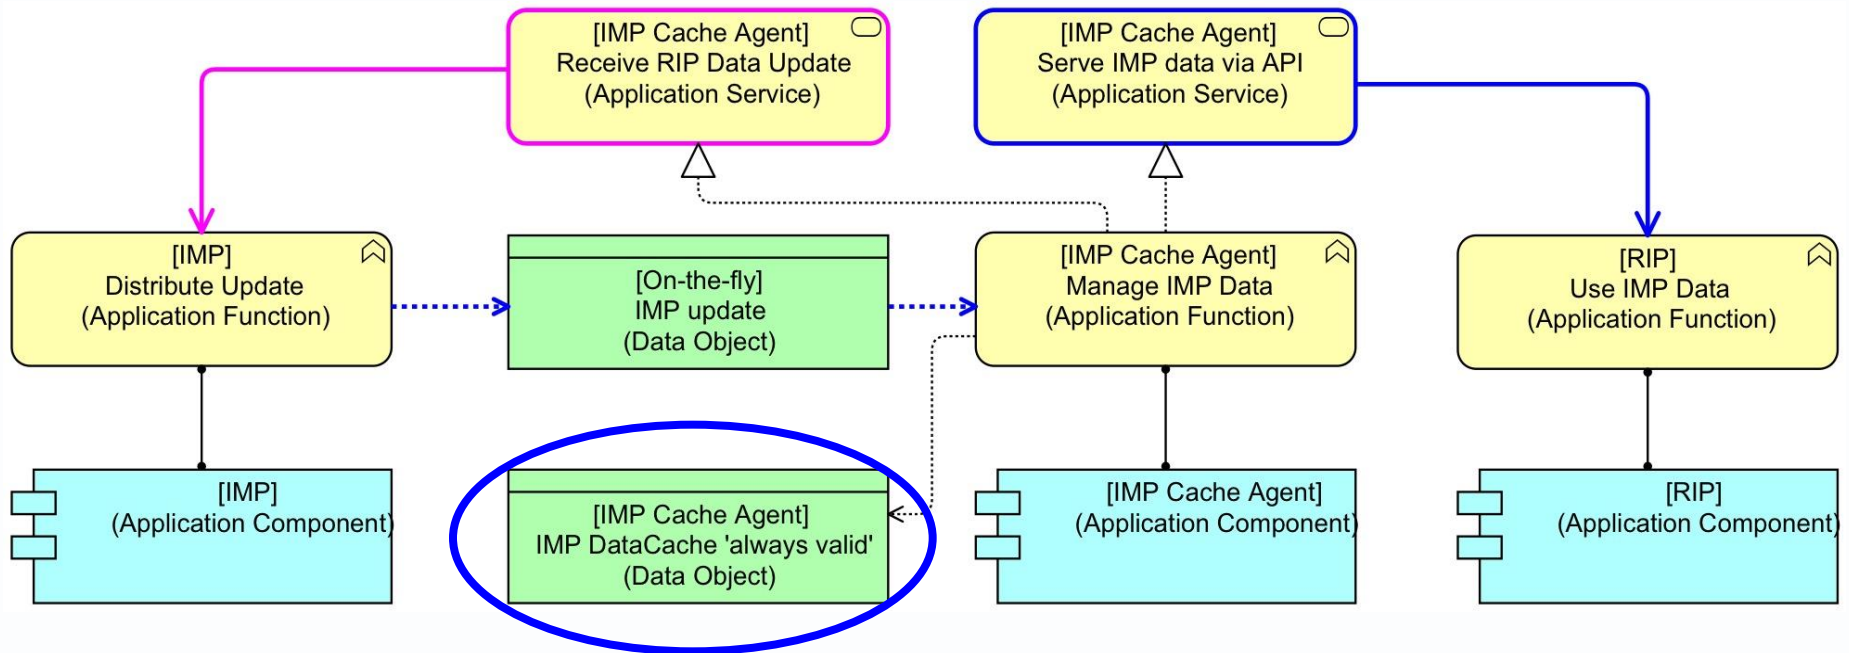 [IMP Cache Agent]
Receive RIP Data Update
(Application Service)
[IMP Cache Agent]
Serve IMP data via API
(Application Service)
[IMP]
Distribute Update
(Application Function)
[On-the-fly]
IMP update
(Data Object)
[IMP Cache Agent]
Manage IMP Data
(Application Function)
[RIP]
Use IMP Data
(Application Function)
[IMP]
(Application Component)
[IMP Cache Agent]
IMP DataCache 'always valid'
(Data Object)
[IMP Cache Agent]
(Application Component)
[RIP]
(Application Component)